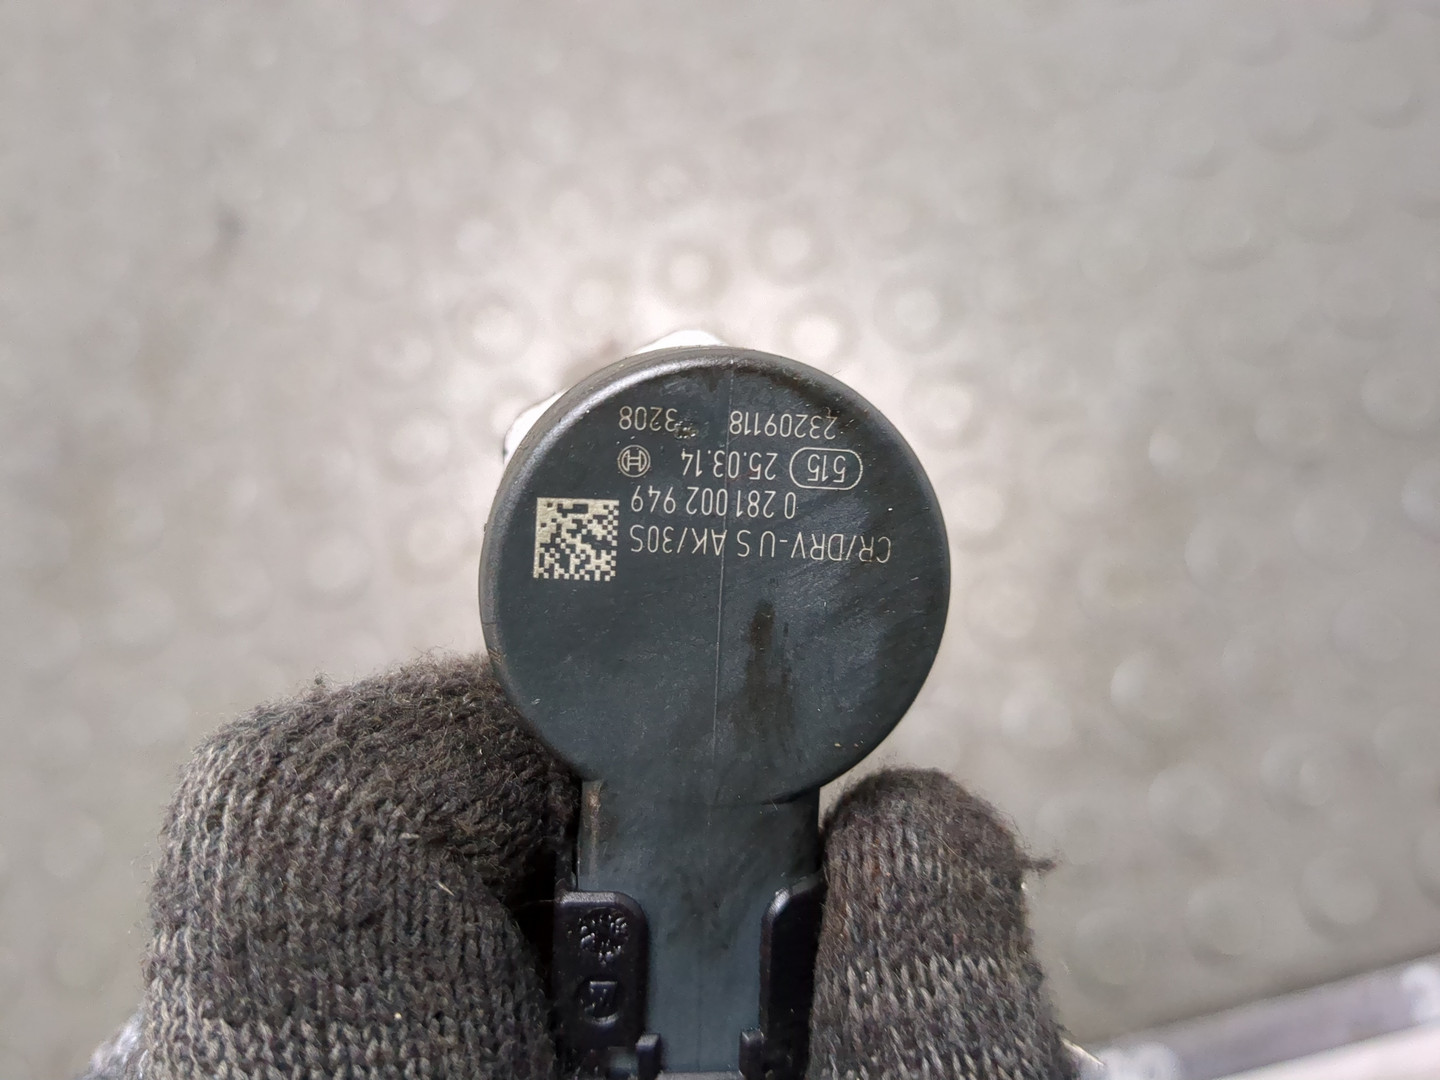 CR/DRV-U S AK/30S
0 281 002 949
515 25.03.14
23209118 3208